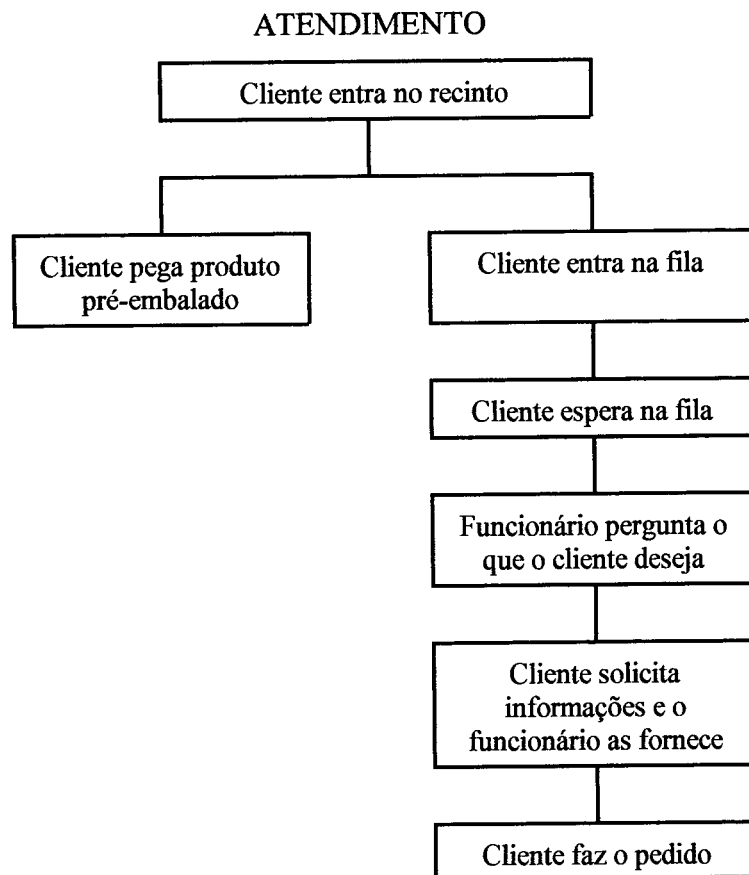 ATENDIMENTO
Cliente entra no recinto
Cliente pega produto
pré-embalado
Cliente entra na fila
Cliente espera na fila
Funcionário pergunta o
que o cliente deseja
Cliente solicita
informações e o
funcionário as fornece
Cliente faz o pedido